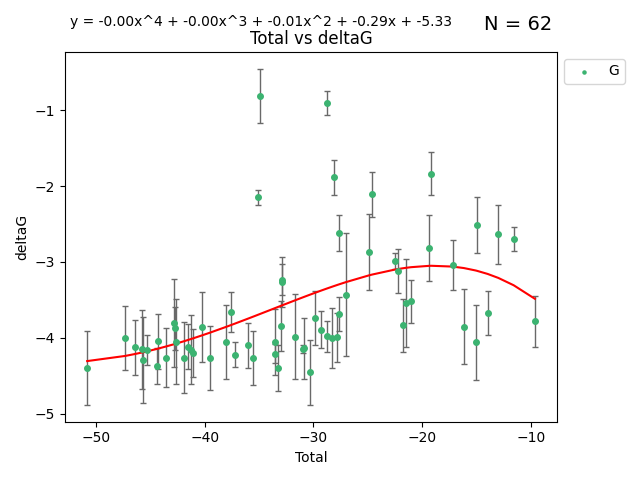 y = -0.00x^4 + -0.00x^3 + -0.01x^2 + -0.29x + -5.33
N = 62
Total vs deltaG
G
deltaG
−1
−2
−3
−4
−5
−50 −40 −30 −20 −10
Total